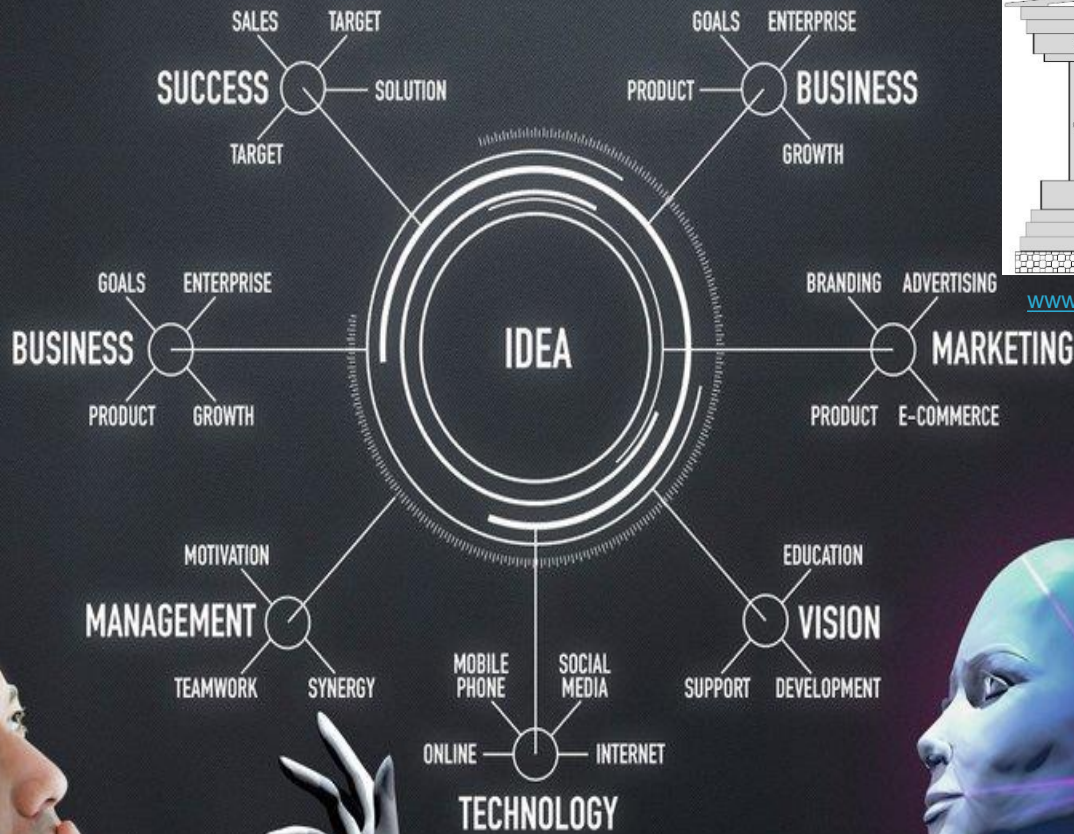 SALES TARGET
SUCCESS
SOLUTION
TARGET
GOALS ENTERPRISE
PRODUCT
BUSINESS
GROWTH
IDEA
GOALS ENTERPRISE
BUSINESS
PRODUCT GROWTH
BRANDING ADVERTISING
MARKETING
PRODUCT E-COMMERCE
www
MOTIVATION
MANAGEMENT
TEAMWORK SYNERGY
MOBILE
PHONE
SOCIAL
MEDIA
ONLINE
INTERNET
TECHNOLOGY
EDUCATION
VISION
SUPPORT DEVELOPMENT